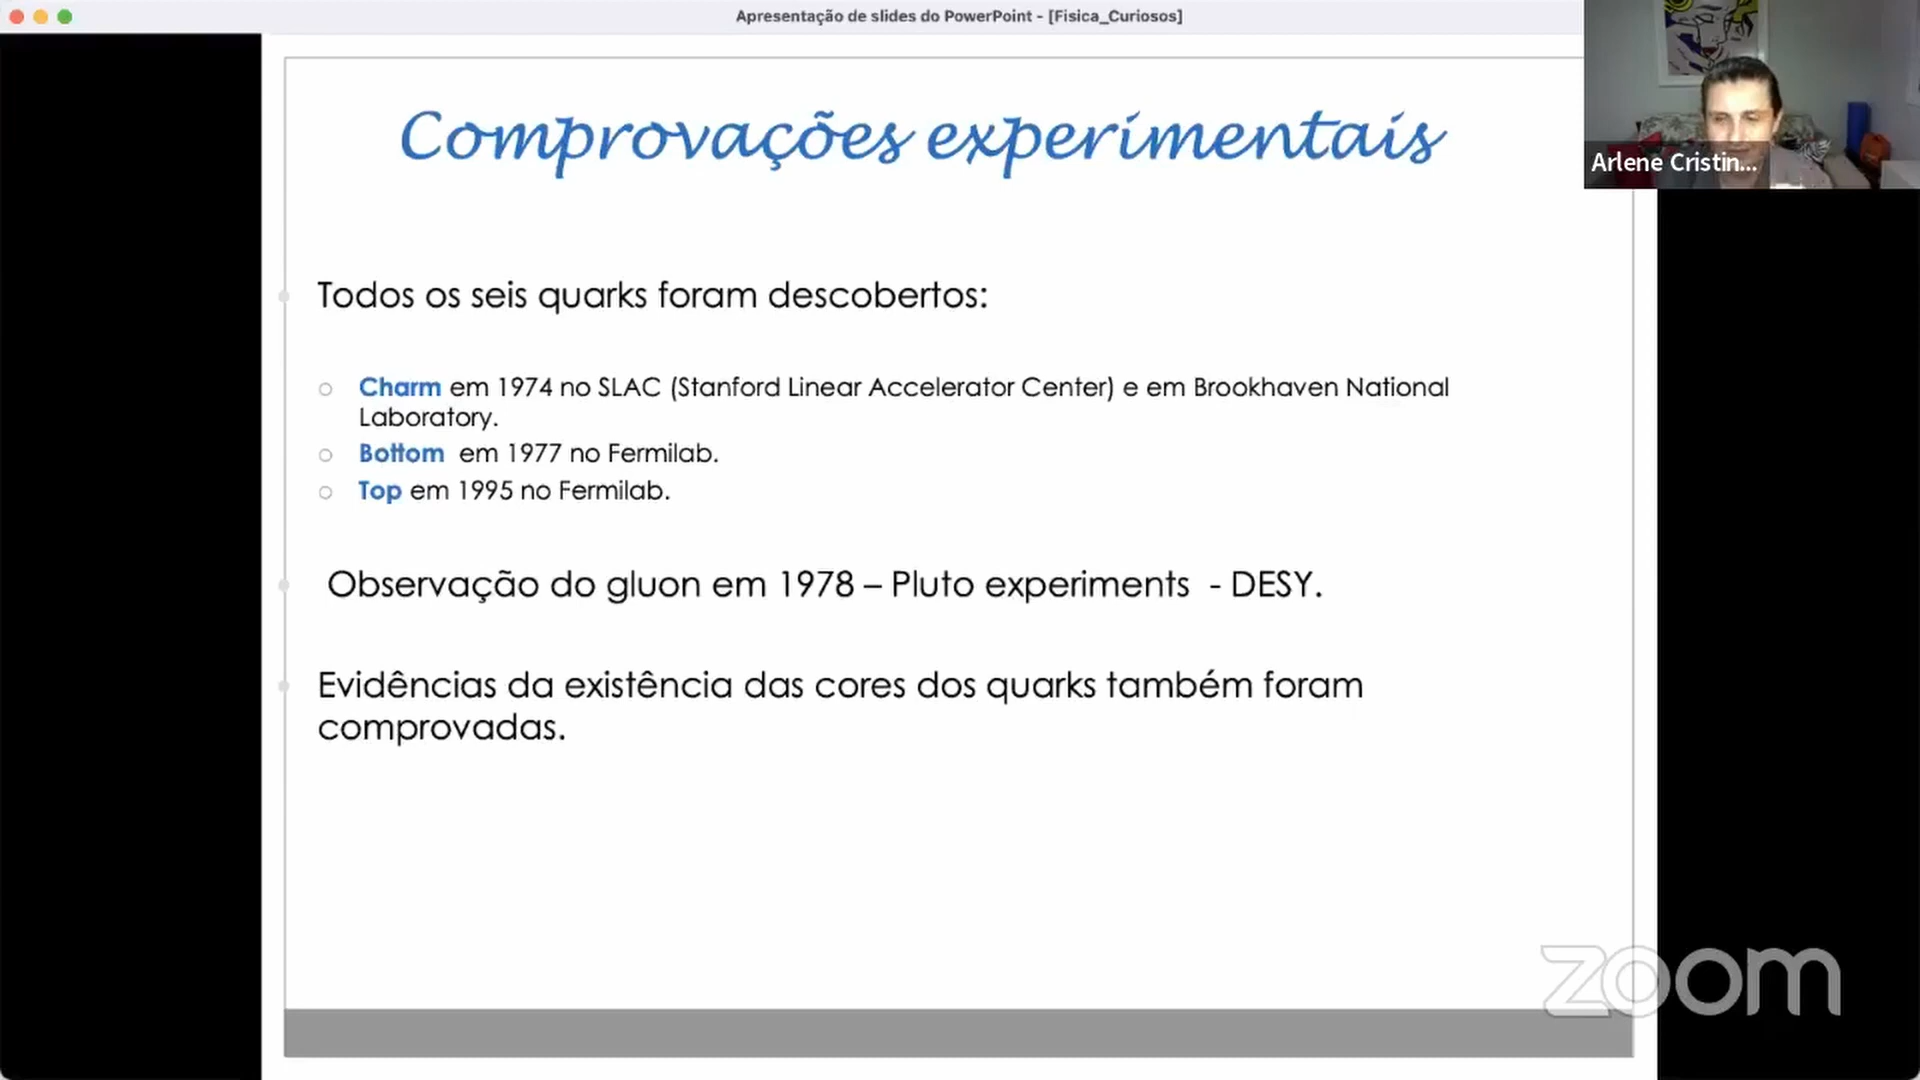 Apresentação de slides do PowerPoint - [Fisica_Curiosos]
Comprovações experimentais
Arlene Cristin...
Todos os seis quarks foram descobertos:
Charm em 1974 no SLAC (Stanford Linear Accelerator Center) e em Brookhaven National
Laboratory.
Bottom em 1977 no Fermilab.
Top em 1995 no Fermilab.
Observação do gluon em 1978 – Pluto experiments - DESY.
Evidências da existência das cores dos quarks também foram
comprovadas.
zoom